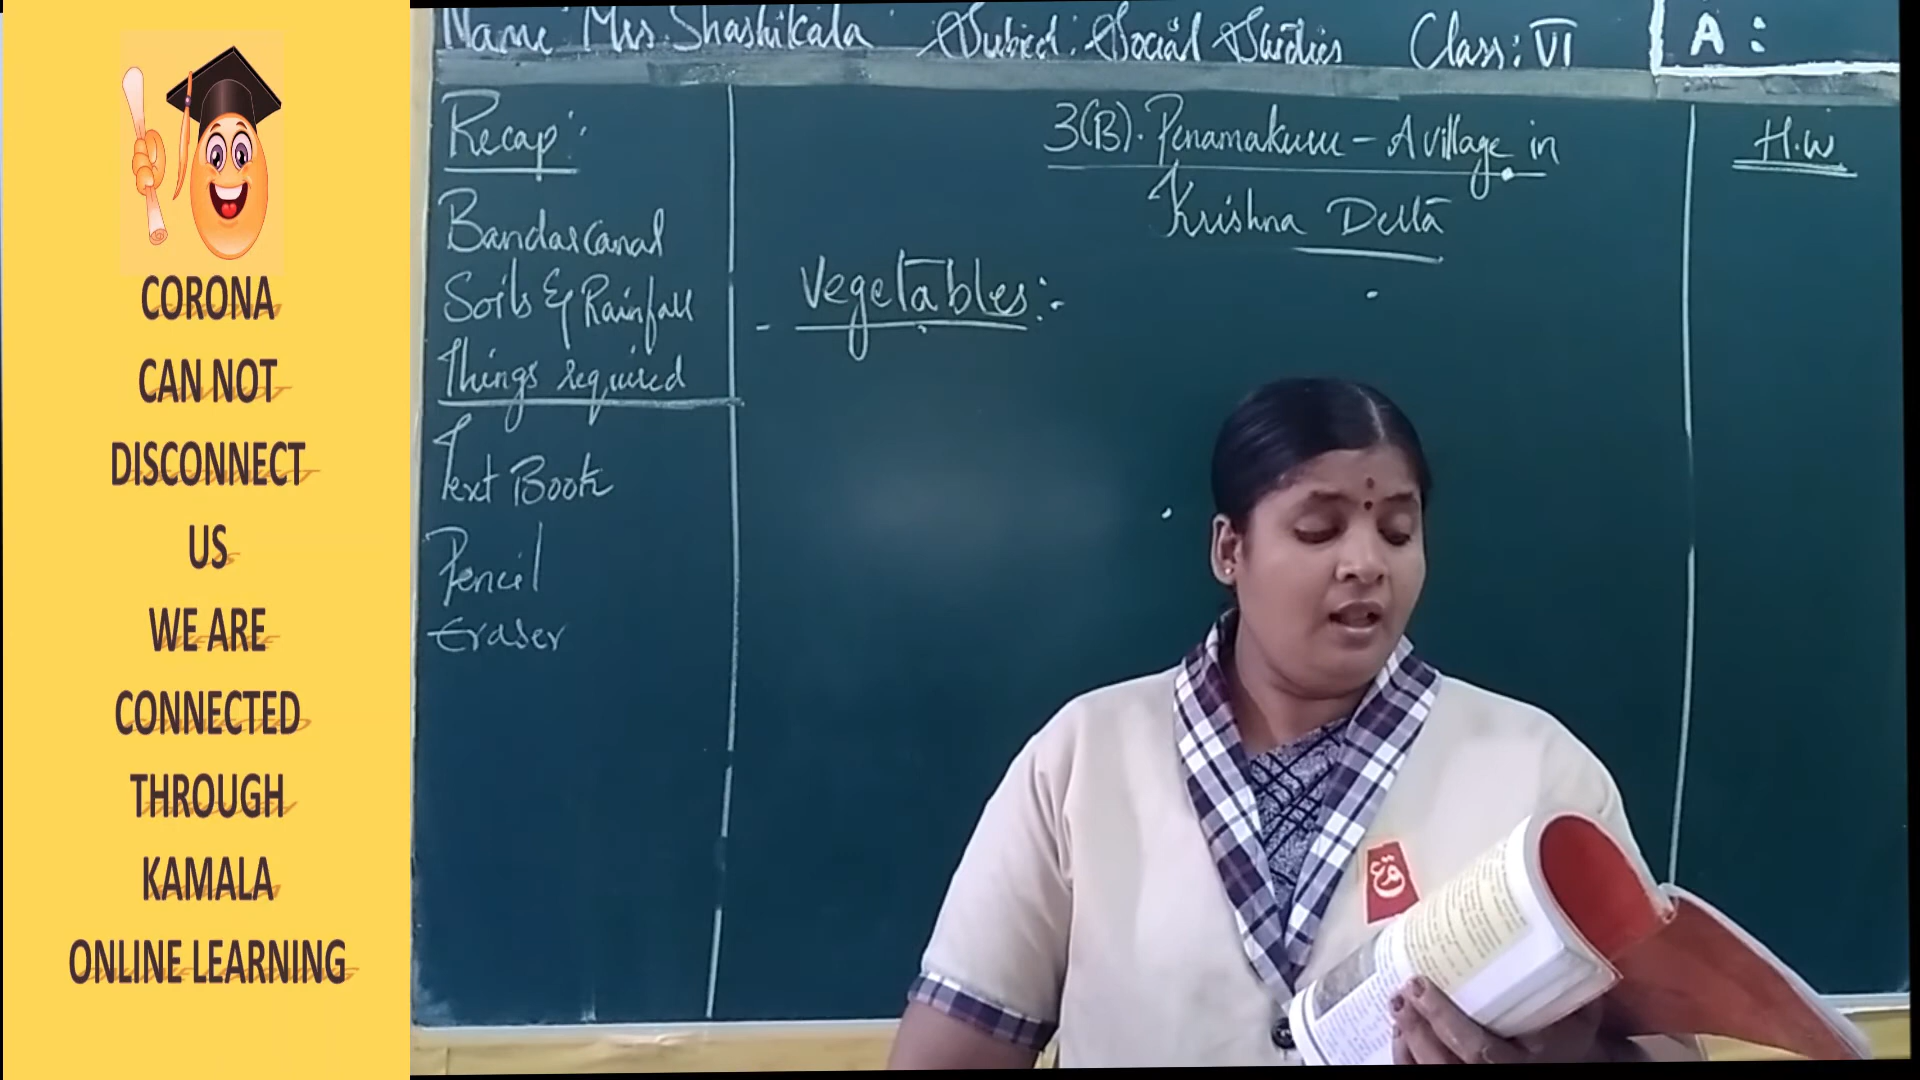 CORONA
CAN NOT
DISCONNECT
US
WE ARE
CONNECTED
THROUGH
KAMALA
ONLINE LEARNING
Name: Mrs. Shashikala Subject: Social Studies Class: VI A :
Recap:
Bandar canal
Soils & Rainfall
Things required
Text Book
Pencil
Eraser
3(B). Penamakuru - A village in
Krishna Delta
Vegetables:-
H.W